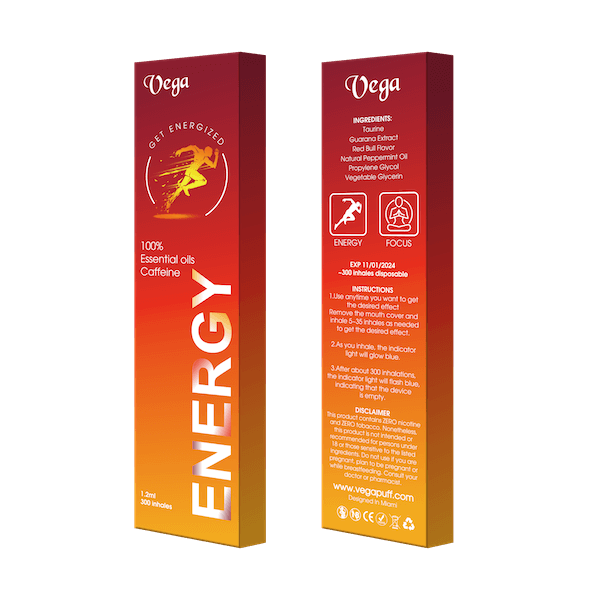 Vega
GET ENERGIZED
100%
Essential oils
Caffeine
ENERGY
1.2ml
300 inhales
Vega
INGREDIENTS:
Taurine
Guarana Extract
Red Bull Flavor
Natural Peppermint Oil
Propylene Glycol
Vegetable Glycerin
ENERGY
FOCUS
EXP 11/01/2024
~300 inhales disposable
INSTRUCTIONS
1.Use anytime you want to get
the desired effect
Remove the mouth cover and
inhale 5-35 inhales as needed
to get the desired effect.
2.As you inhale, the indicator
light will glow blue.
3.After about 300 inhalations,
the indicator light will flash blue,
indicating that the device
is empty.
DISCLAIMER
This product contains ZERO nicotine
and ZERO tobacco. Nonetheless,
this product is not intended or
recommended for persons under
18 or those sensitive to the listed
ingredients. Do not use if you are
pregnant, plan to be pregnant or
while breastfeeding. Consult your
doctor or pharmacist.
www.vegapuff.com
Designed in Miami
CE